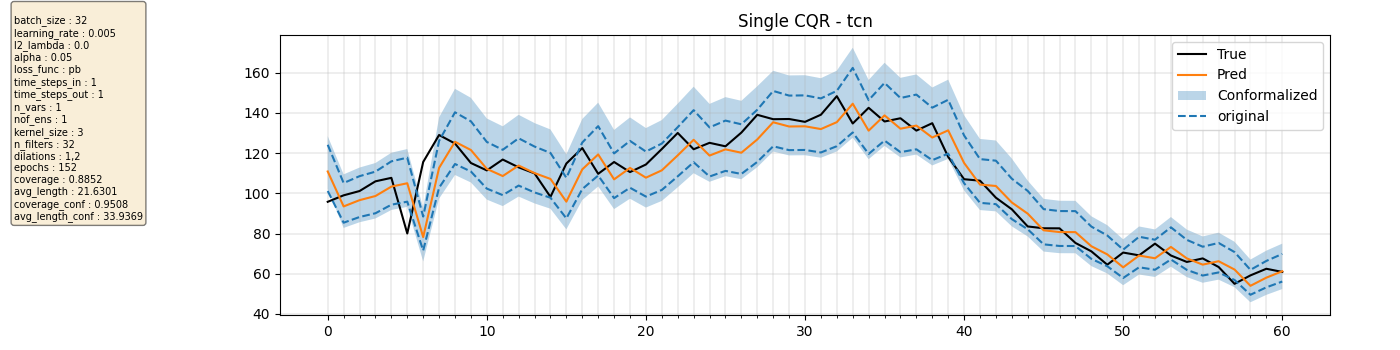 batch_size : 32
learning_rate : 0.005
l2_lambda : 0.0
alpha : 0.05
loss_func : pb
time_steps_in : 1
time_steps_out : 1
n_vars : 1
nof_ens : 1
kernel_size : 3
n_filters : 32
dilations : 1,2
epochs : 152
coverage : 0.8852
avg_length : 21.6301
coverage_conf : 0.9508
avg_length_conf : 33.9369
Single CQR - tcn
True
Pred
Conformalized
original
160
140
120
100
80
60
40
0 10 20 30 40 50 60